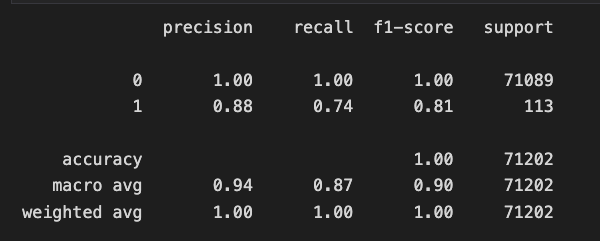 precision recall f1-score support
0 1.00 1.00 1.00 71089
1 0.88 0.74 0.81 113
accuracy 1.00 71202
macro avg 0.94 0.87 0.90 71202
weighted avg 1.00 1.00 1.00 71202